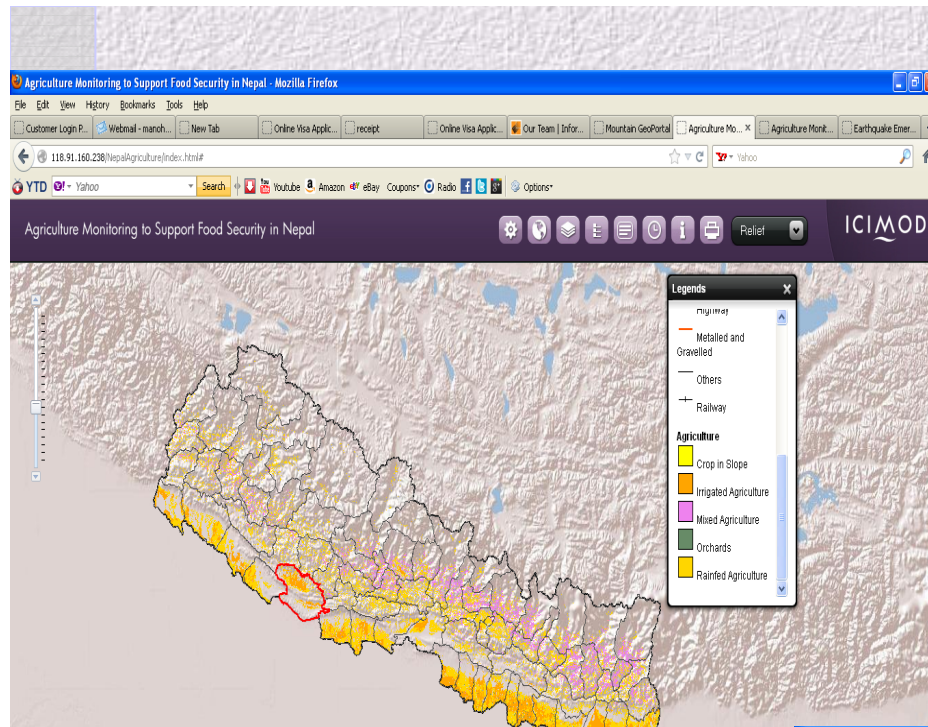 Agriculture Monitoring to Support Food Security in Nepal - Mozilla Firefox
File Edit View History Bookmarks Tools Help
Customer Login P... Webmail - manoh... New Tab Online Visa Applic... receipt Online Visa Applic... Our Team | Infor... Mountain GeoPortal Agriculture Mo... × Agriculture Monit... Earthquake Emer...
118.91.160.238/NepalAgriculture/index.html# Yahoo
YTD Yahoo Search Youtube Amazon eBay Coupons Radio Options
Agriculture Monitoring to Support Food Security in Nepal Relief ICIMOD
Legends X
Highway
Metalled and
Gravelled
Others
Railway
Agriculture
Crop in Slope
Irrigated Agriculture
Mixed Agriculture
Orchards
Rainfed Agriculture